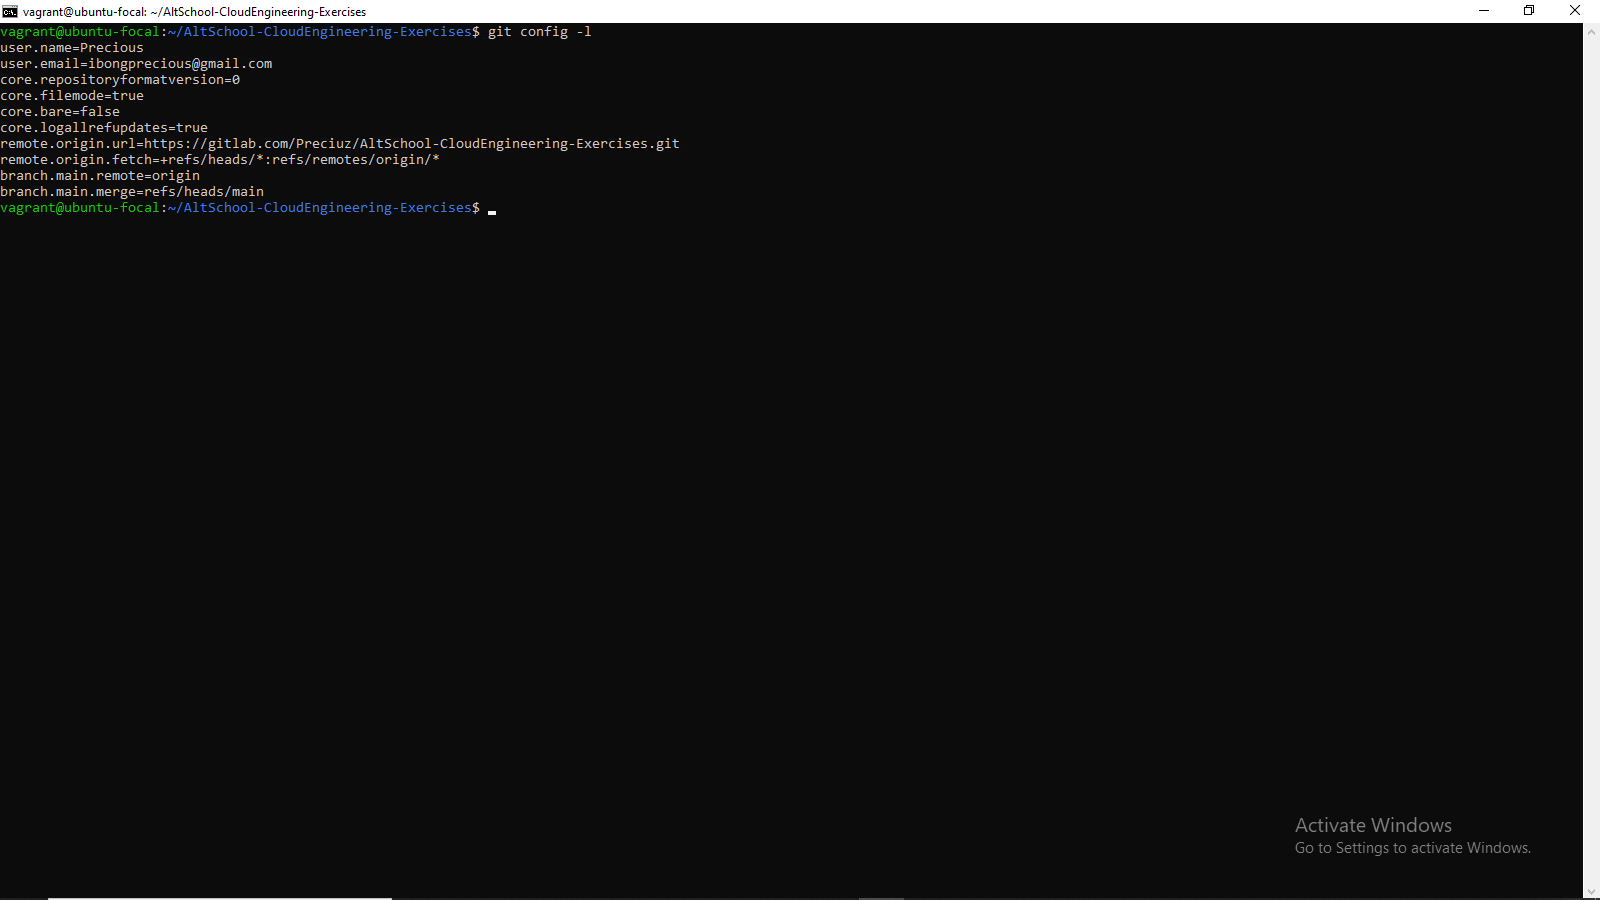 vagrant@ubuntu-focal: ~/AltSchool-CloudEngineering-Exercises
vagrant@ubuntu-focal:~/AltSchool-CloudEngineering-Exercises$ git config -l
user.name=Precious
user.email=ibongprecious@gmail.com
core.repositoryformatversion=0
core.filemode=true
core.bare=false
core.logallrefupdates=true
remote.origin.url=https://gitlab.com/Preciuz/AltSchool-CloudEngineering-Exercises.git
remote.origin.fetch=+refs/heads/*:refs/remotes/origin/*
branch.main.remote=origin
branch.main.merge=refs/heads/main
vagrant@ubuntu-focal:~/AltSchool-CloudEngineering-Exercises$
Activate Windows
Go to Settings to activate Windows.